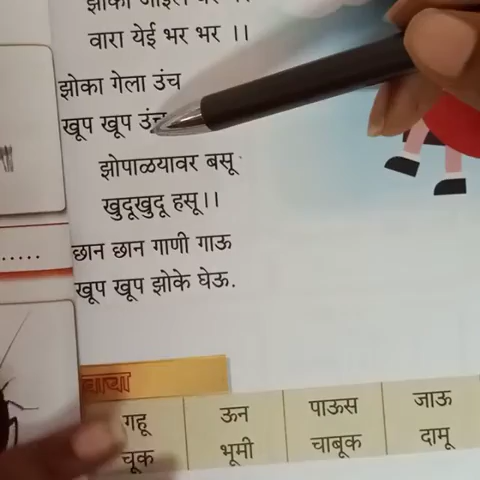 वारा येई भर भर ।।
झोका गेला उंच
खूप खूप उंच
झोपाळयावर बसू
खुदूखुदू हसू।।
छान छान गाणी गाऊ
खूप खूप झोके घेऊ.
.....
वाचा
गहू ऊन पाऊस जाऊ
चूक भूमी चाबूक दामू